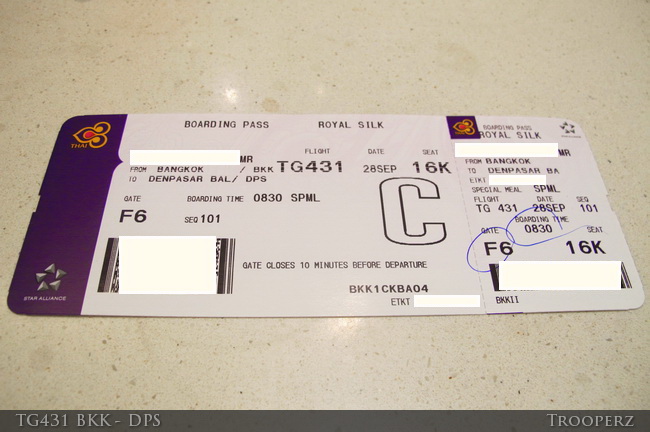 BOARDING PASS ROYAL SILK
THAI
MR
FLIGHT DATE SEAT
FROM BANGKOK / BKK TG431 28SEP 16K
TO DENPASAR BAL/ DPS
GATE BOARDING TIME 0830 SPML
F6 SEQ 101
C
GATE CLOSES 10 MINUTES BEFORE DEPARTURE
BKK1CKBA04
ETKT
STAR ALLIANCE
BOARDING PASS
ROYAL SILK
MR
FROM BANGKOK
TO DENPASAR BA
ETKT
SPECIAL MEAL SPML
FLIGHT DATE SEQ
TG 431 28SEP 101
BOARDING TIME
GATE 0830 SEAT
F6 16K
BKKII
TG431 BKK - DPS
TROOPERZ